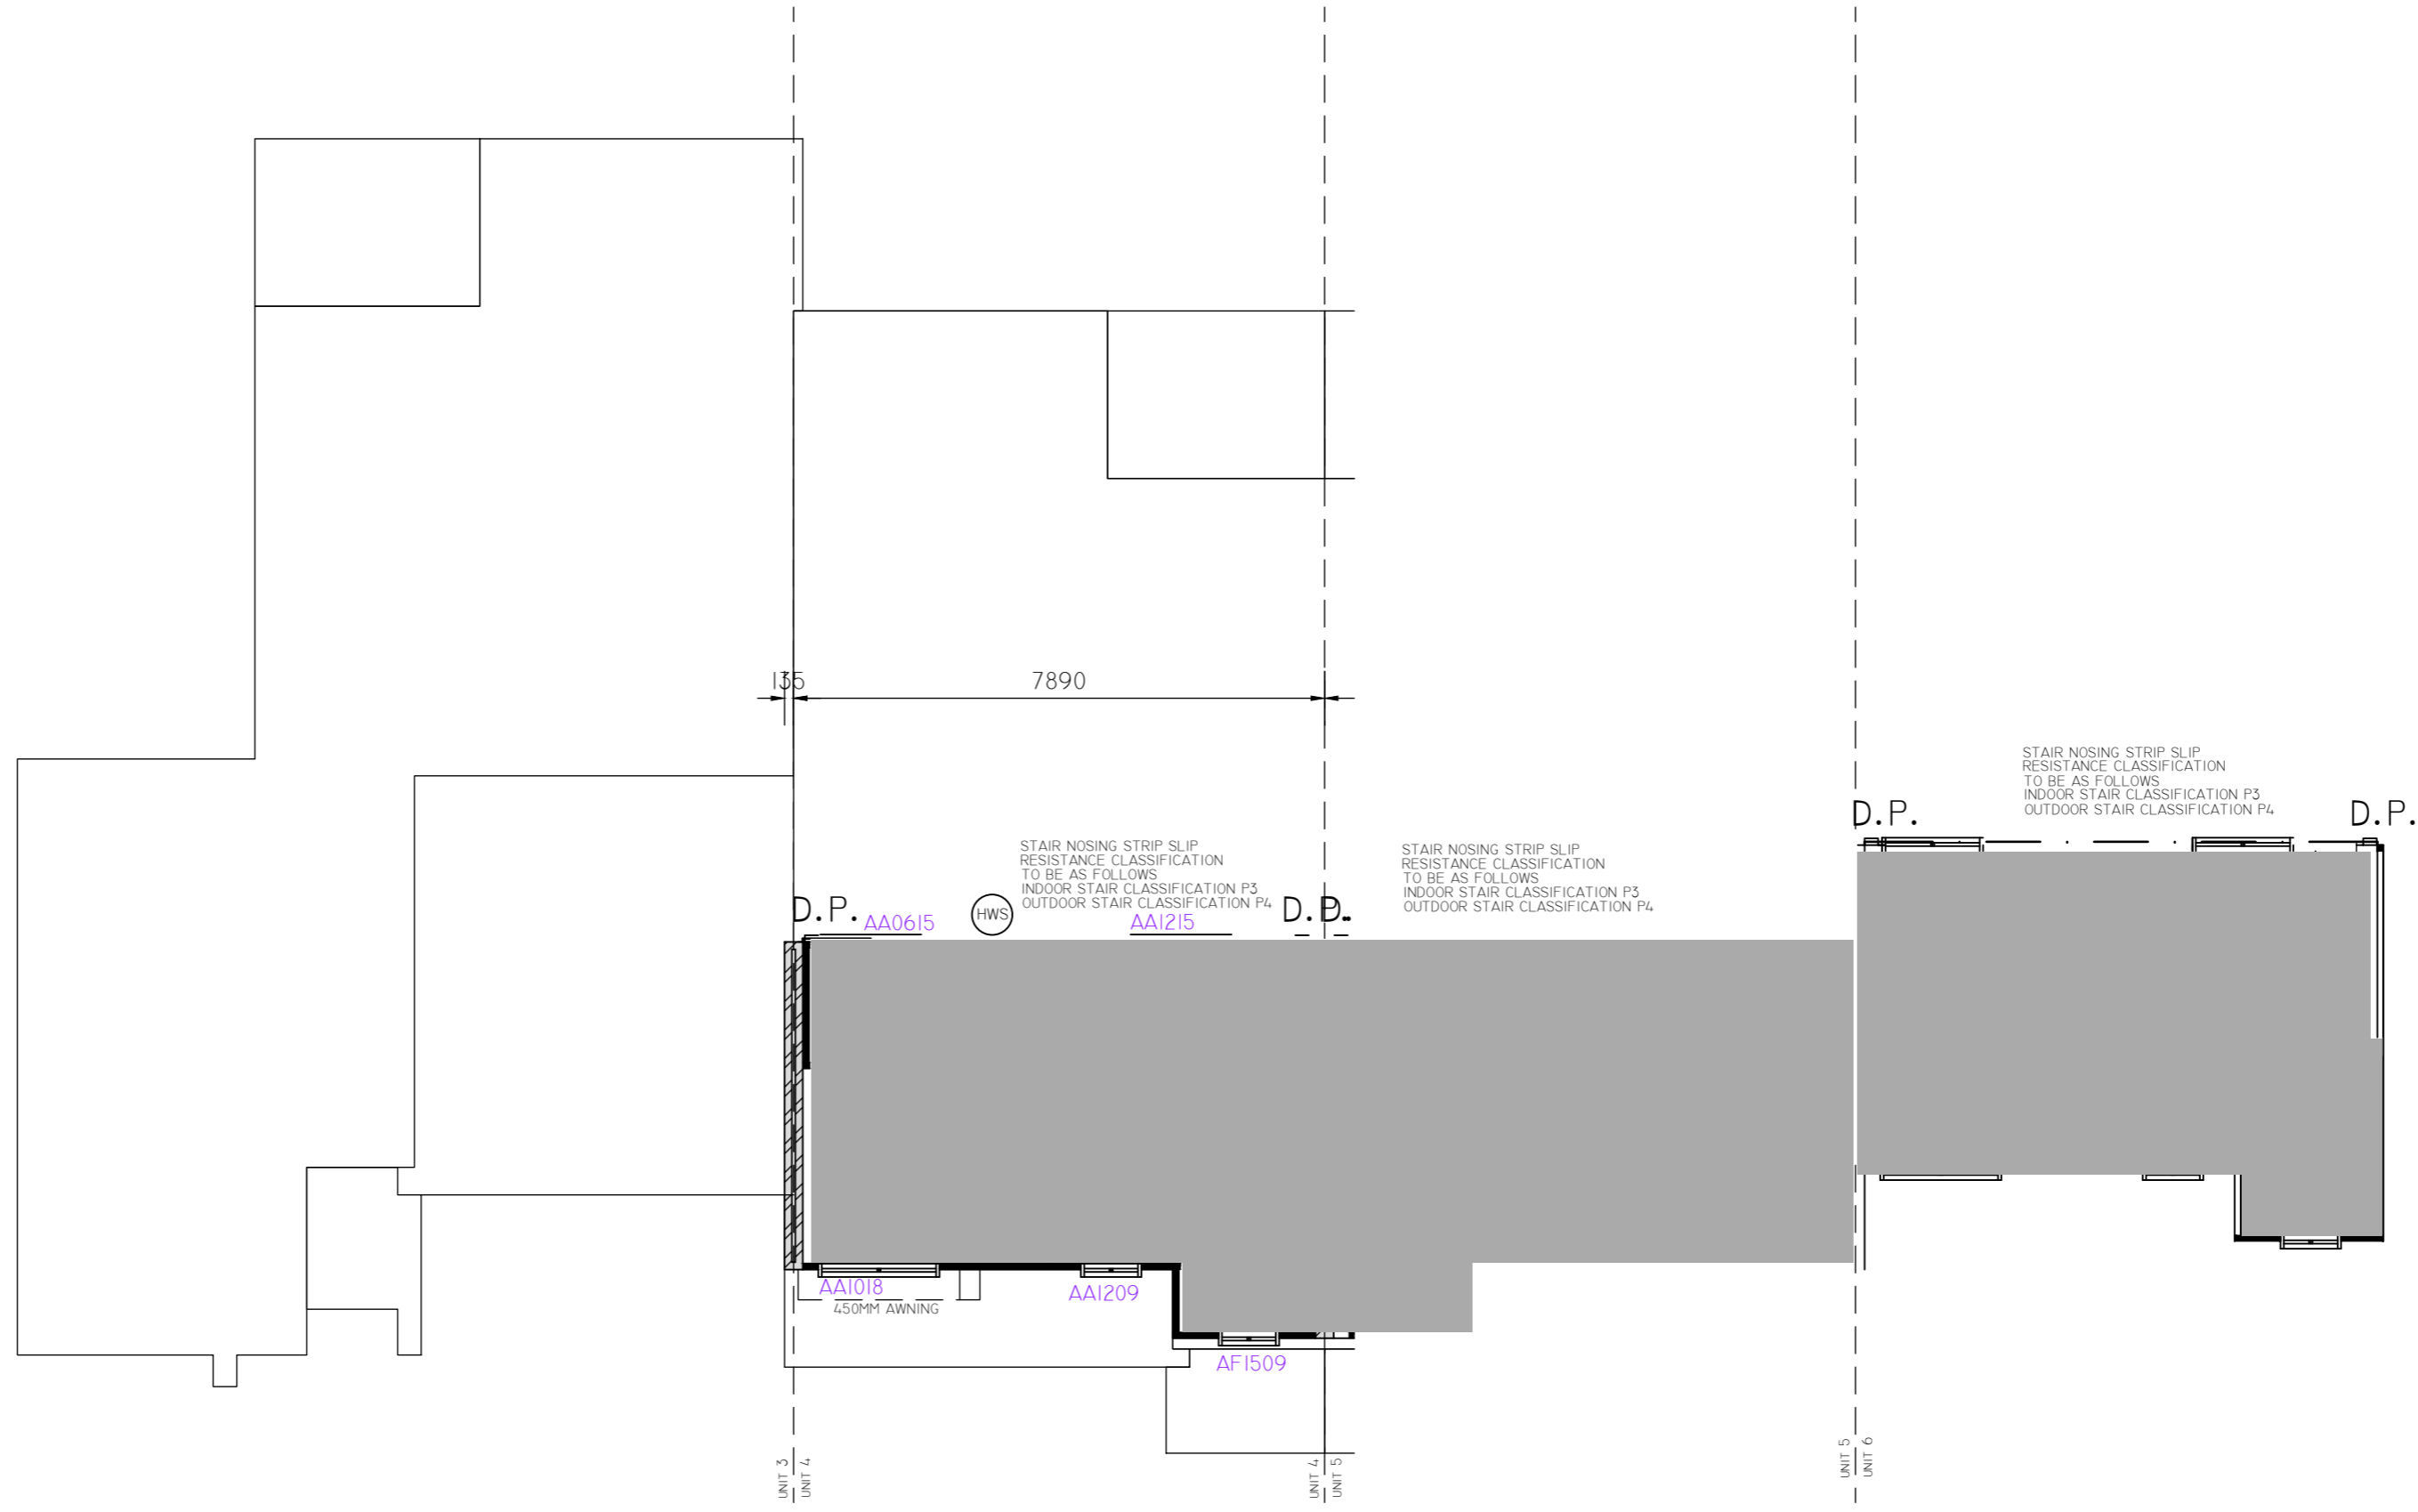 135
7890
STAIR NOSING STRIP SLIP
RESISTANCE CLASSIFICATION
TO BE AS FOLLOWS
INDOOR STAIR CLASSIFICATION P3
OUTDOOR STAIR CLASSIFICATION P4
D.P.
D.P.
STAIR NOSING STRIP SLIP
RESISTANCE CLASSIFICATION
TO BE AS FOLLOWS
INDOOR STAIR CLASSIFICATION P3
OUTDOOR STAIR CLASSIFICATION P4
STAIR NOSING STRIP SLIP
RESISTANCE CLASSIFICATION
TO BE AS FOLLOWS
INDOOR STAIR CLASSIFICATION P3
OUTDOOR STAIR CLASSIFICATION P4
D.P.
AA0615
HWS
AA1215
D.P.
D.P.
AA1018
450MM AWNING
AA1209
AF1509
UNIT 3
UNIT 4
UNIT 4
UNIT 5
UNIT 5
UNIT 6